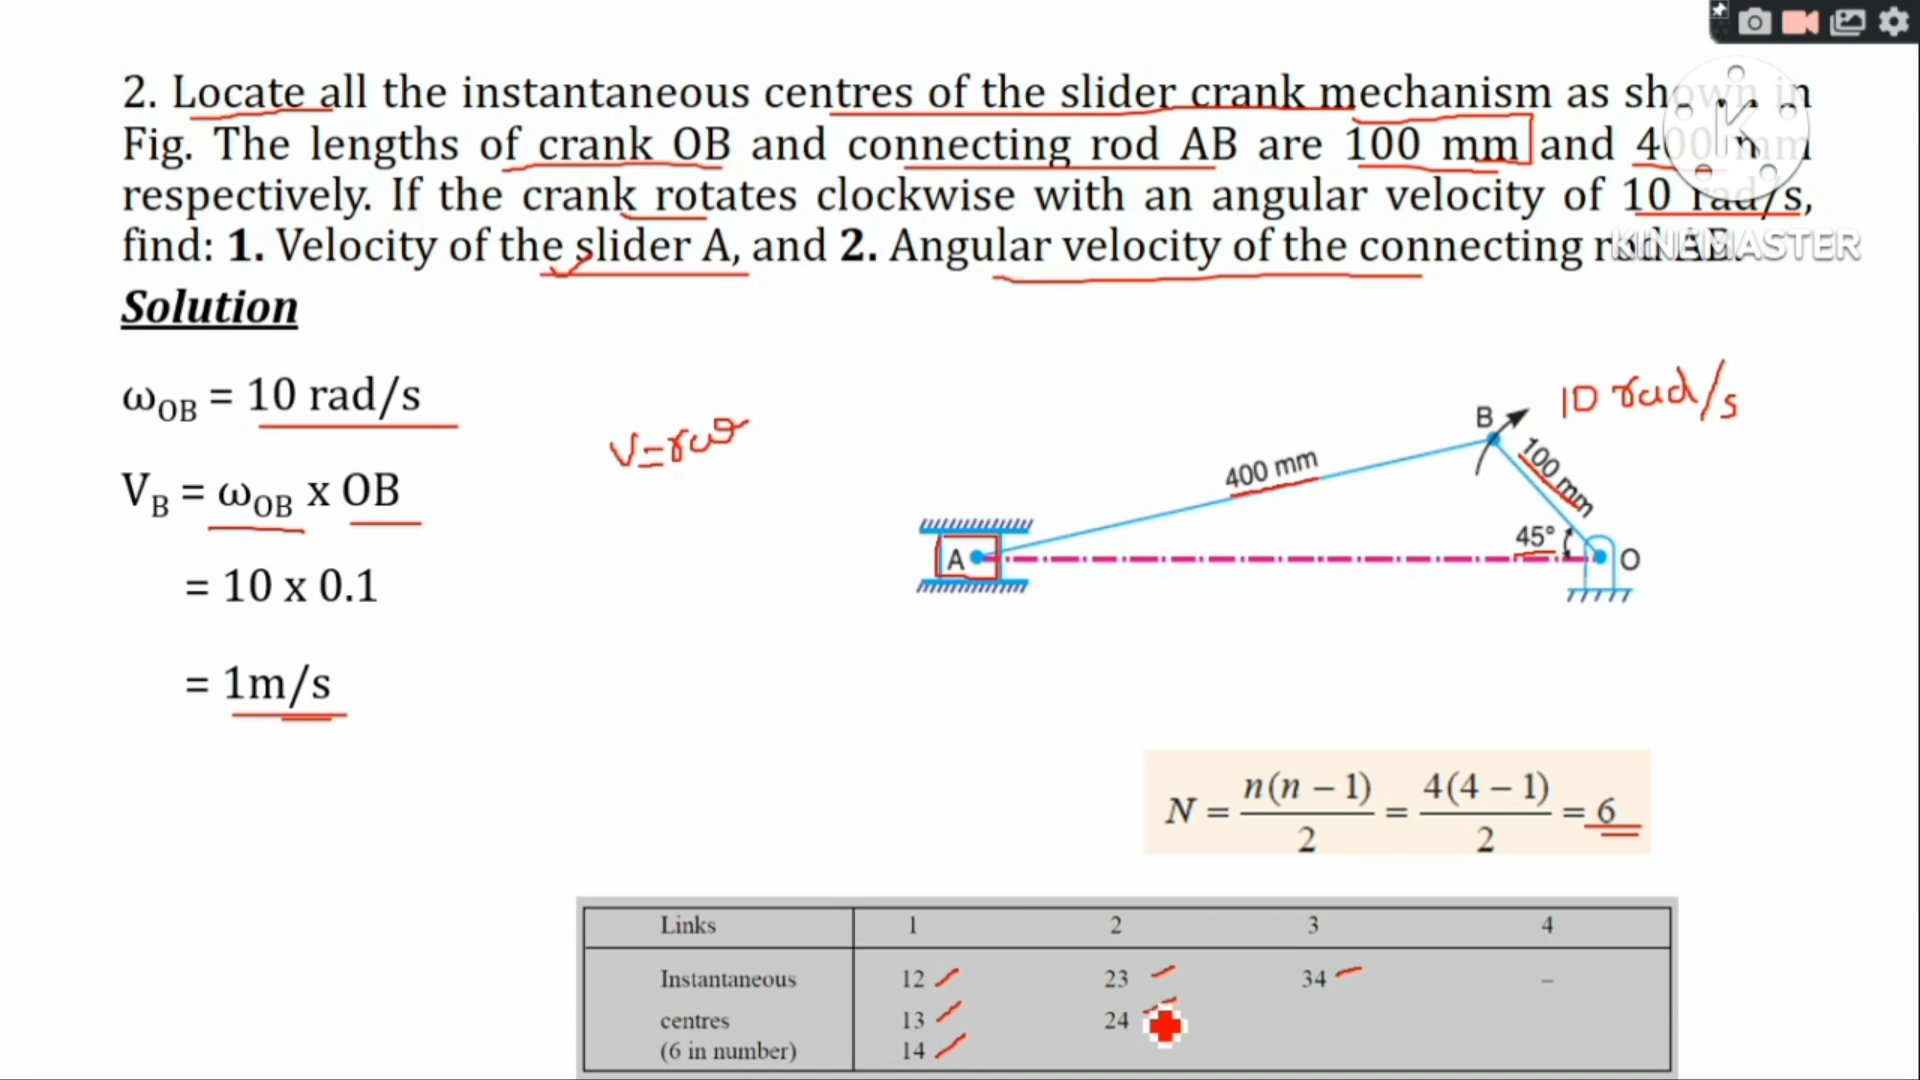 2. Locate all the instantaneous centres of the slider crank mechanism as shown in
Fig. The lengths of crank OB and connecting rod AB are 100 mm and 400 mm
respectively. If the crank rotates clockwise with an angular velocity of 10 rad/s,
find: 1. Velocity of the slider A, and 2. Angular velocity of the connecting rod AB.
K
KINEMASTER
Solution
ωOB = 10 rad/s
V=rω
VB = ωOB x OB
= 10 x 0.1
= 1m/s
B
10 rad/s
400 mm
100 mm
45°
A
O
N = n(n – 1)/2 = 4(4 – 1)/2 = 6
Links 1 2 3 4
Instantaneous 12 23 34 –
centres 13 24
(6 in number) 14